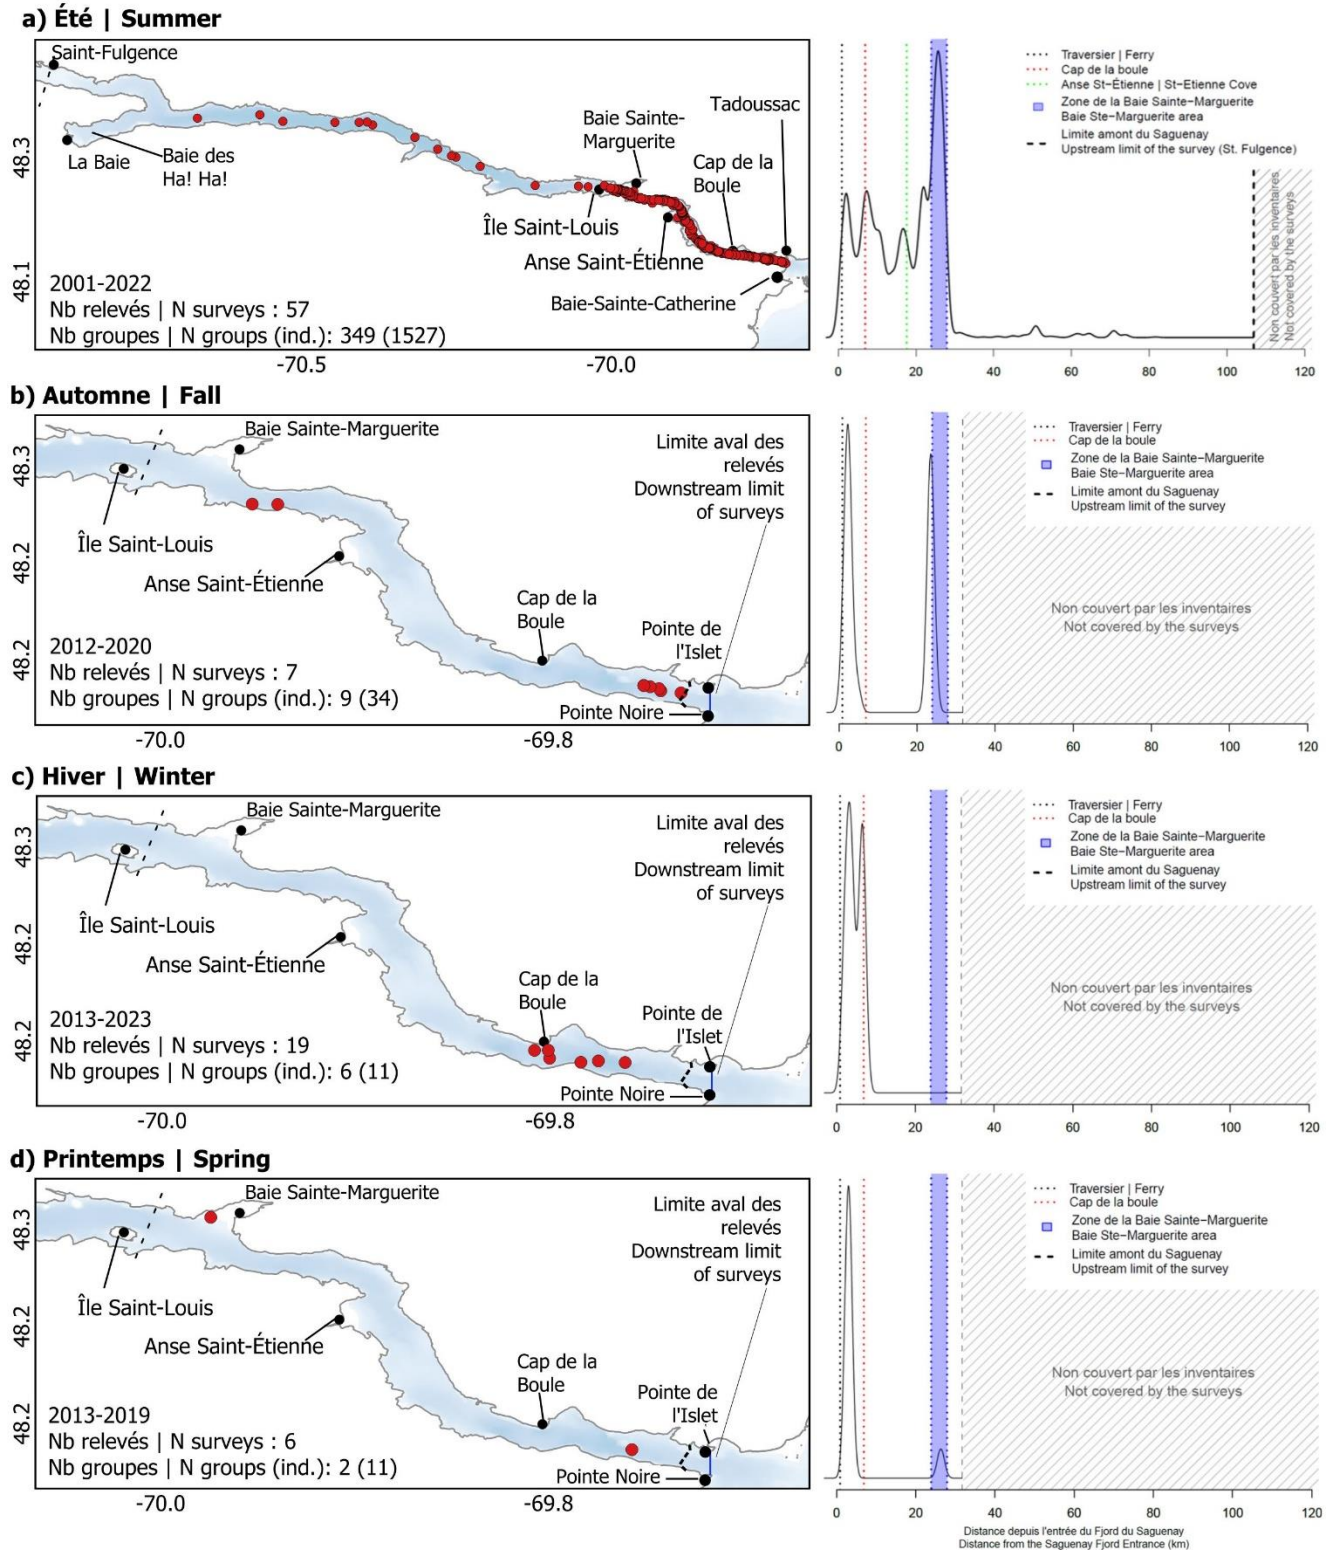 a) Été | Summer
Saint-Fulgence
La Baie
Baie des
Ha! Ha!
Baie Sainte-
Marguerite
Tadoussac
Cap de la
Boule
Île Saint-Louis
Anse Saint-Étienne
Baie-Sainte-Catherine
2001-2022
Nb relevés | N surveys : 57
Nb groupes | N groups (ind.): 349 (1527)
48.3
48.1
-70.5
-70.0
Traversier | Ferry
Cap de la boule
Anse St-Étienne | St-Etienne Cove
Zone de la Baie Sainte-Marguerite
Baie Ste-Marguerite area
Limite amont du Saguenay
Upstream limit of the survey (St. Fulgence)
Non couvert par les inventaires
Not covered by the surveys
0 20 40 60 80 100 120
b) Automne | Fall
Baie Sainte-Marguerite
Île Saint-Louis
Anse Saint-Étienne
Limite aval des
relevés
Downstream limit
of surveys
Cap de la
Boule
Pointe de
l'Islet
Pointe Noire
2012-2020
Nb relevés | N surveys : 7
Nb groupes | N groups (ind.): 9 (34)
48.3
48.2
48.2
-70.0
-69.8
Traversier | Ferry
Cap de la boule
Zone de la Baie Sainte-Marguerite
Baie Ste-Marguerite area
Limite amont du Saguenay
Upstream limit of the survey
Non couvert par les inventaires
Not covered by the surveys
0 20 40 60 80 100 120
c) Hiver | Winter
Baie Sainte-Marguerite
Île Saint-Louis
Anse Saint-Étienne
Limite aval des
relevés
Downstream limit
of surveys
Cap de la
Boule
Pointe de
l'Islet
Pointe Noire
2013-2023
Nb relevés | N surveys : 19
Nb groupes | N groups (ind.): 6 (11)
48.3
48.2
48.2
-70.0
-69.8
Traversier | Ferry
Cap de la boule
Zone de la Baie Sainte-Marguerite
Baie Ste-Marguerite area
Limite amont du Saguenay
Upstream limit of the survey
Non couvert par les inventaires
Not covered by the surveys
0 20 40 60 80 100 120
d) Printemps | Spring
Baie Sainte-Marguerite
Île Saint-Louis
Anse Saint-Étienne
Limite aval des
relevés
Downstream limit
of surveys
Cap de la
Boule
Pointe de
l'Islet
Pointe Noire
2013-2019
Nb relevés | N surveys : 6
Nb groupes | N groups (ind.): 2 (11)
48.3
48.2
48.2
-70.0
-69.8
Traversier | Ferry
Cap de la boule
Zone de la Baie Sainte-Marguerite
Baie Ste-Marguerite area
Limite amont du Saguenay
Upstream limit of the survey
Non couvert par les inventaires
Not covered by the surveys
0 20 40 60 80 100 120
Distance depuis l'entrée du Fjord du Saguenay
Distance from the Saguenay Fjord Entrance (km)